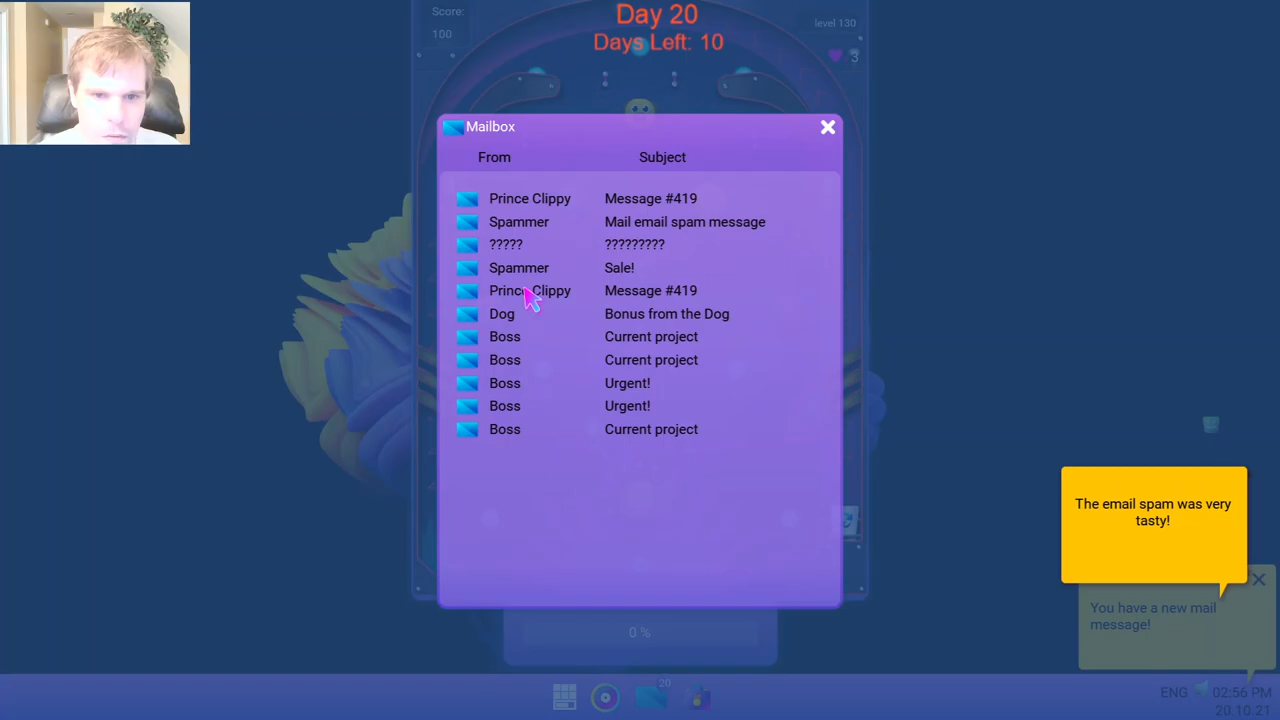 Score:
100
Day 20
Days Left: 10
level 130
3
Mailbox
From Subject
Prince Clippy Message #419
Spammer Mail email spam message
????? ?????????
Spammer Sale!
Prince Clippy Message #419
Dog Bonus from the Dog
Boss Current project
Boss Current project
Boss Urgent!
Boss Urgent!
Boss Current project
The email spam was very
tasty!
You have a new mail
message!
0 %
20
ENG 02:56 PM
20.10.21